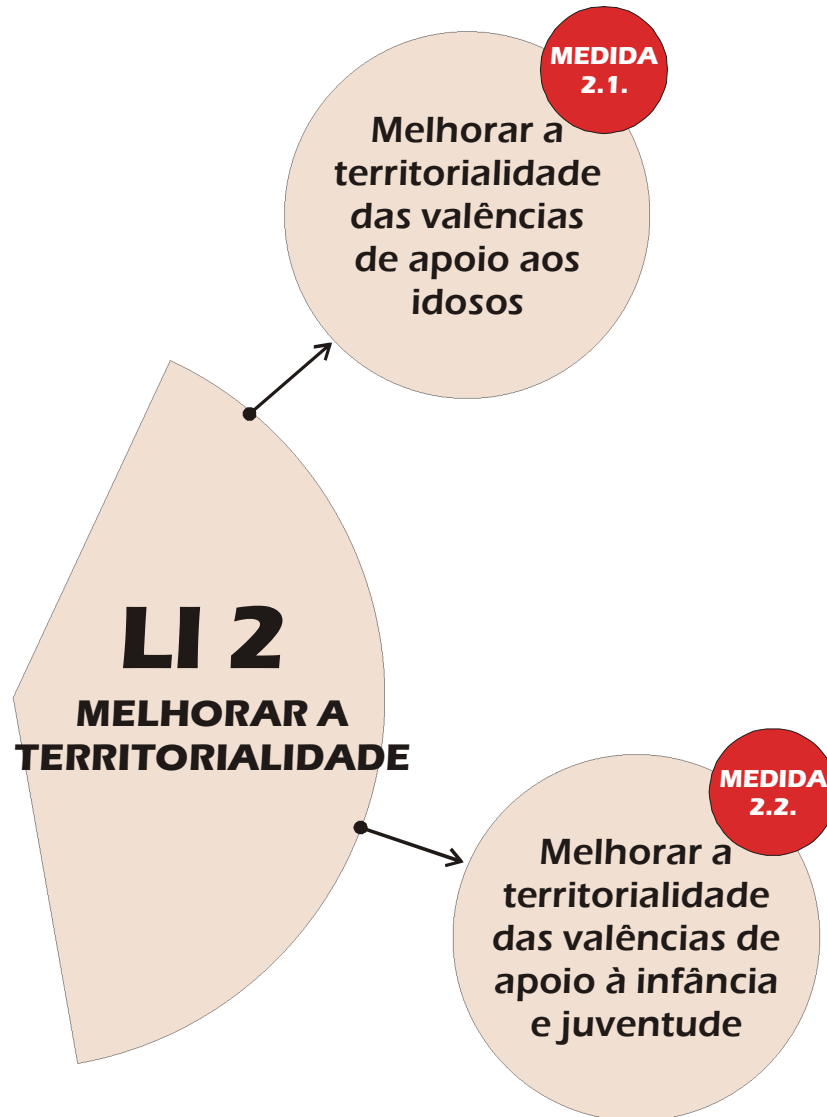 MEDIDA
2.1.
Melhorar a
territorialidade
das valências
de apoio aos
idosos
LI 2
MELHORAR A
TERRITORIALIDADE
MEDIDA
2.2.
Melhorar a
territorialidade
das valências de
apoio à infância
e juventude